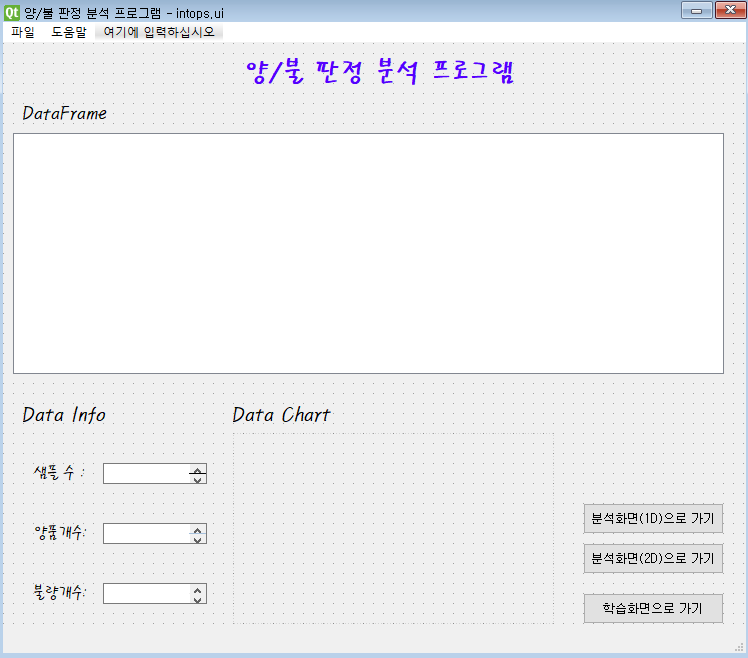 Qt 양/불 판정 분석 프로그램 - intops.ui
파일 도움말 여기에 입력하십시오
양/불 판정 분석 프로그램
DataFrame
Data Info
Data Chart
샘플 수 :
양품개수:
불량개수:
분석화면(1D)으로 가기
분석화면(2D)으로 가기
학습화면으로 가기